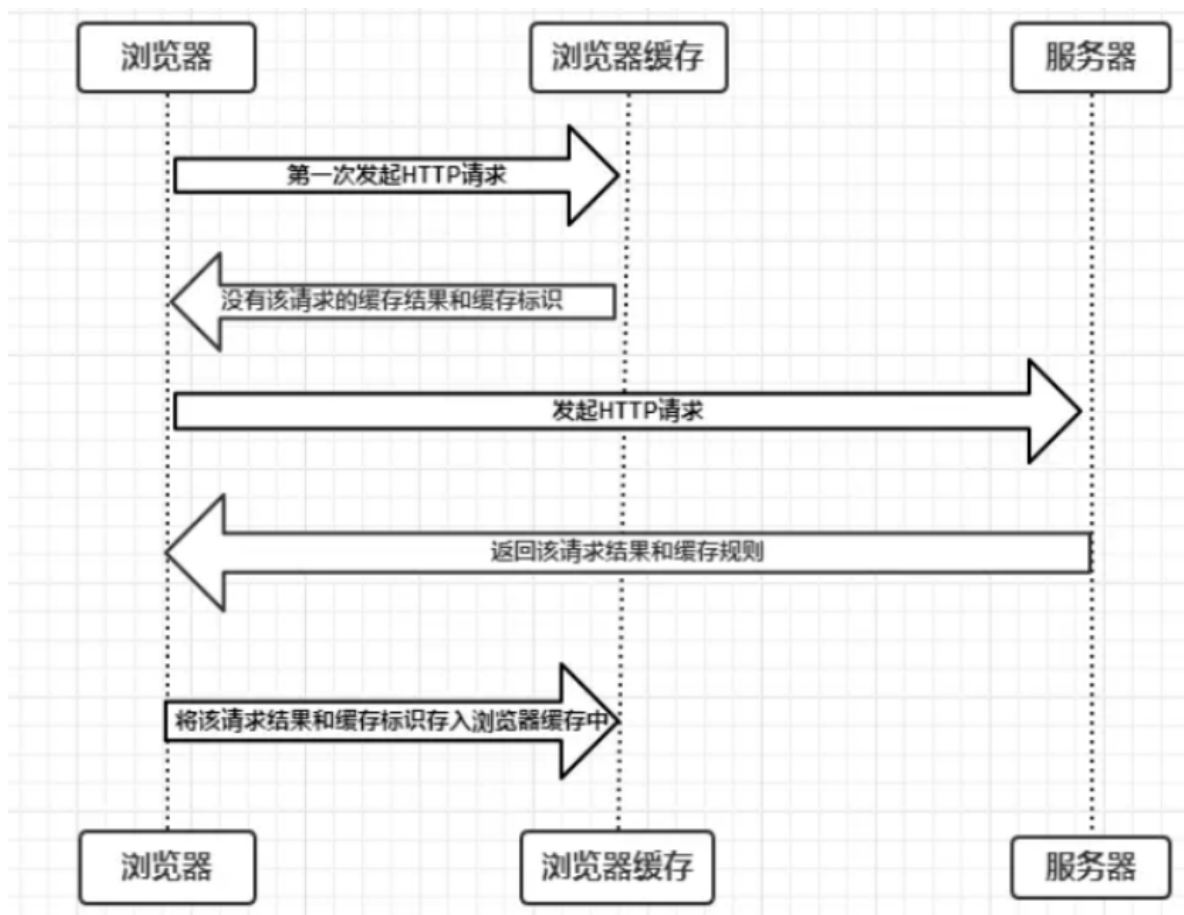 浏览器
浏览器缓存
服务器
第一次发起HTTP请求
没有该请求的缓存结果和缓存标识
发起HTTP请求
返回该请求结果和缓存规则
将该请求结果和缓存标识存入浏览器缓存中
浏览器
浏览器缓存
服务器